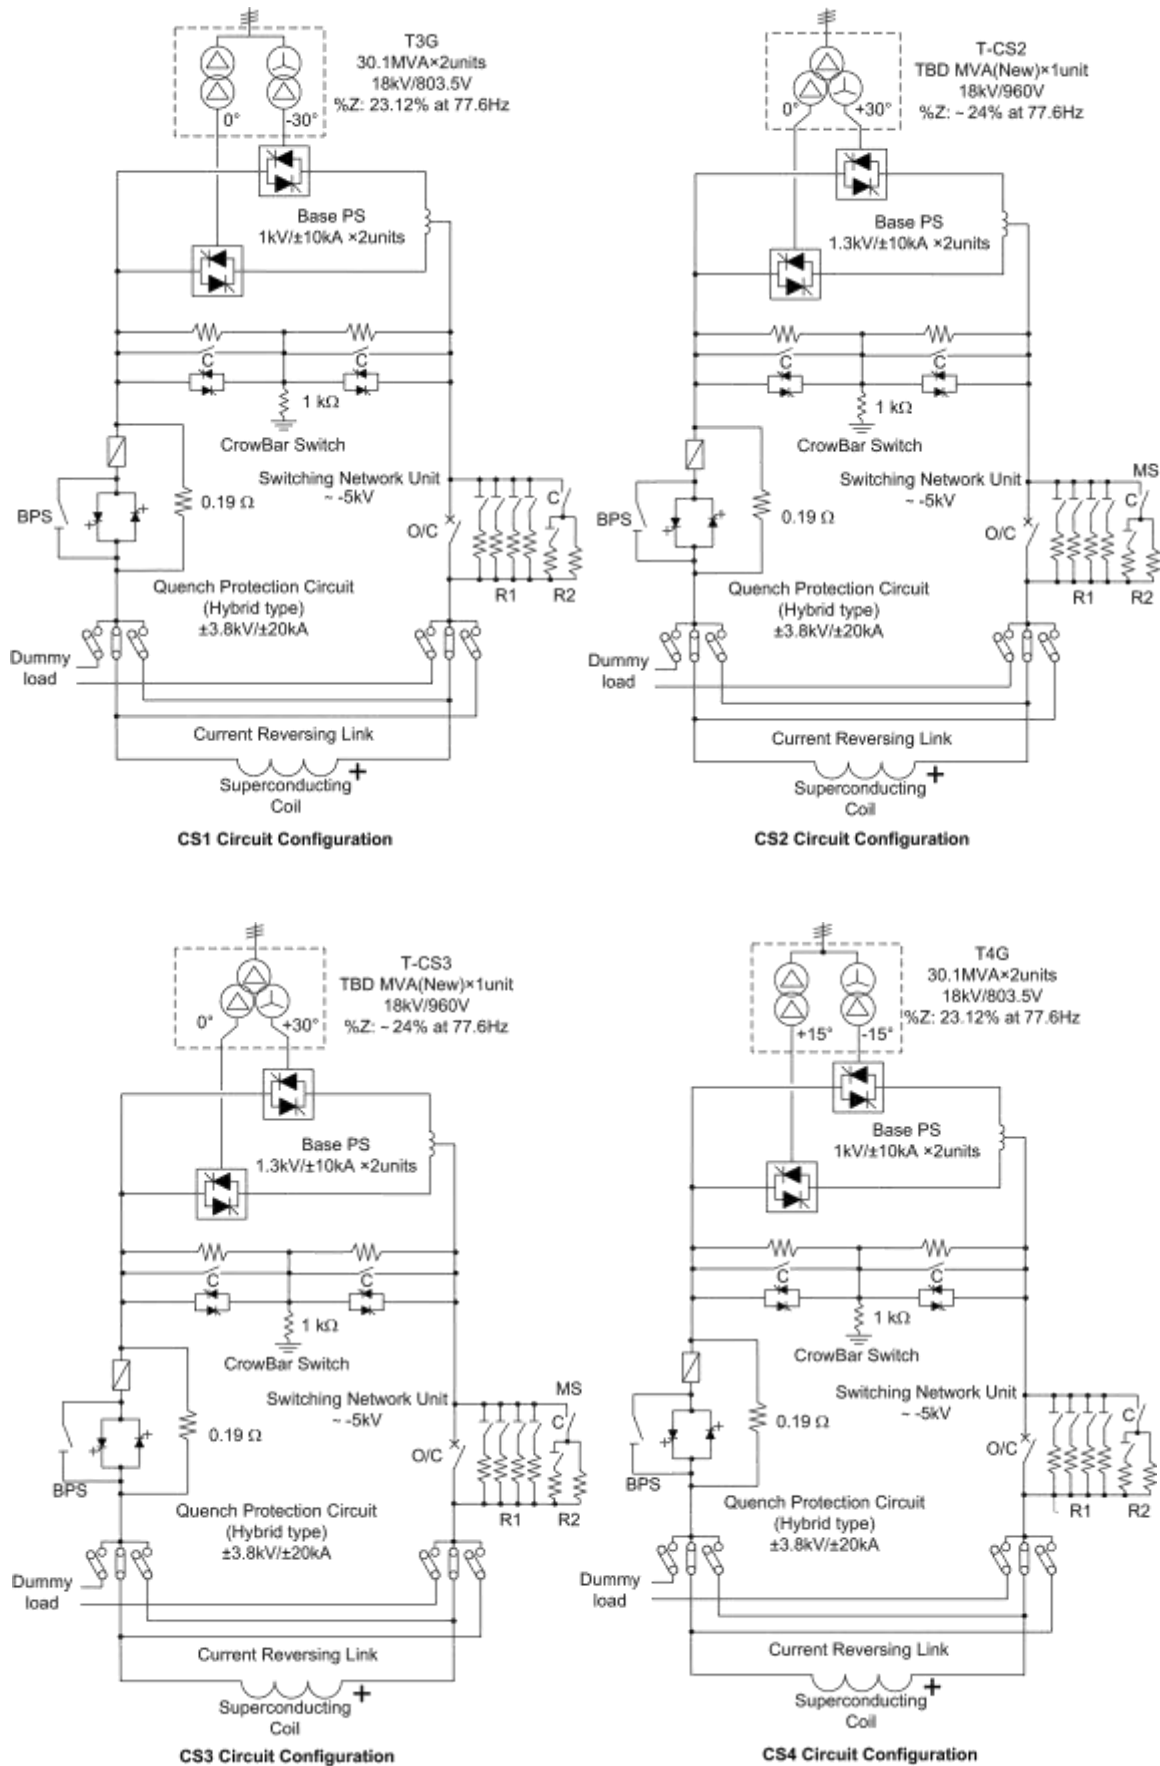 T3G
30.1MVA×2units
18kV/803.5V
%Z: 23.12% at 77.6Hz
0°
-30°
Base PS
1kV/±10kA ×2units
C
C
1 kΩ
CrowBar Switch
Switching Network Unit
~ -5kV
C
BPS
0.19 Ω
O/C
Quench Protection Circuit
(Hybrid type)
±3.8kV/±20kA
R1
R2
Dummy
load
Current Reversing Link
Superconducting
+
Coil
CS1 Circuit Configuration
T-CS2
TBD MVA(New)×1unit
18kV/960V
%Z: ~ 24% at 77.6Hz
0°
+30°
Base PS
1.3kV/±10kA ×2units
C
C
1 kΩ
CrowBar Switch
Switching Network Unit
~ -5kV
MS
C
BPS
0.19 Ω
O/C
Quench Protection Circuit
(Hybrid type)
±3.8kV/±20kA
R1
R2
Dummy
load
Current Reversing Link
Superconducting
+
Coil
CS2 Circuit Configuration
T-CS3
TBD MVA(New)×1unit
18kV/960V
%Z: ~ 24% at 77.6Hz
0°
+30°
Base PS
1.3kV/±10kA ×2units
C
C
1 kΩ
CrowBar Switch
Switching Network Unit
~ -5kV
MS
C
BPS
0.19 Ω
O/C
Quench Protection Circuit
(Hybrid type)
±3.8kV/±20kA
R1
R2
Dummy
load
Current Reversing Link
Superconducting
+
Coil
CS3 Circuit Configuration
T4G
30.1MVA×2units
18kV/803.5V
%Z: 23.12% at 77.6Hz
+15°
-15°
Base PS
1kV/±10kA ×2units
C
C
1 kΩ
CrowBar Switch
Switching Network Unit
~ -5kV
C
BPS
0.19 Ω
O/C
Quench Protection Circuit
(Hybrid type)
±3.8kV/±20kA
R1
R2
Dummy
load
Current Reversing Link
Superconducting
+
Coil
CS4 Circuit Configuration